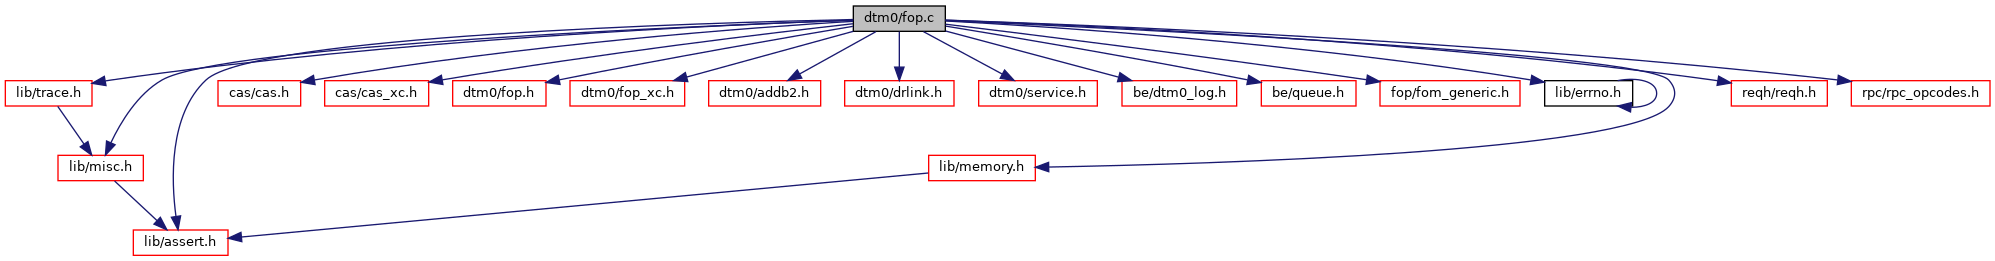 dtm0/fop.c
lib/trace.h
cas/cas.h
cas/cas_xc.h
dtm0/fop.h
dtm0/fop_xc.h
dtm0/addb2.h
dtm0/drlink.h
dtm0/service.h
be/dtm0_log.h
be/queue.h
fop/fom_generic.h
lib/errno.h
reqh/reqh.h
rpc/rpc_opcodes.h
lib/misc.h
lib/memory.h
lib/assert.h